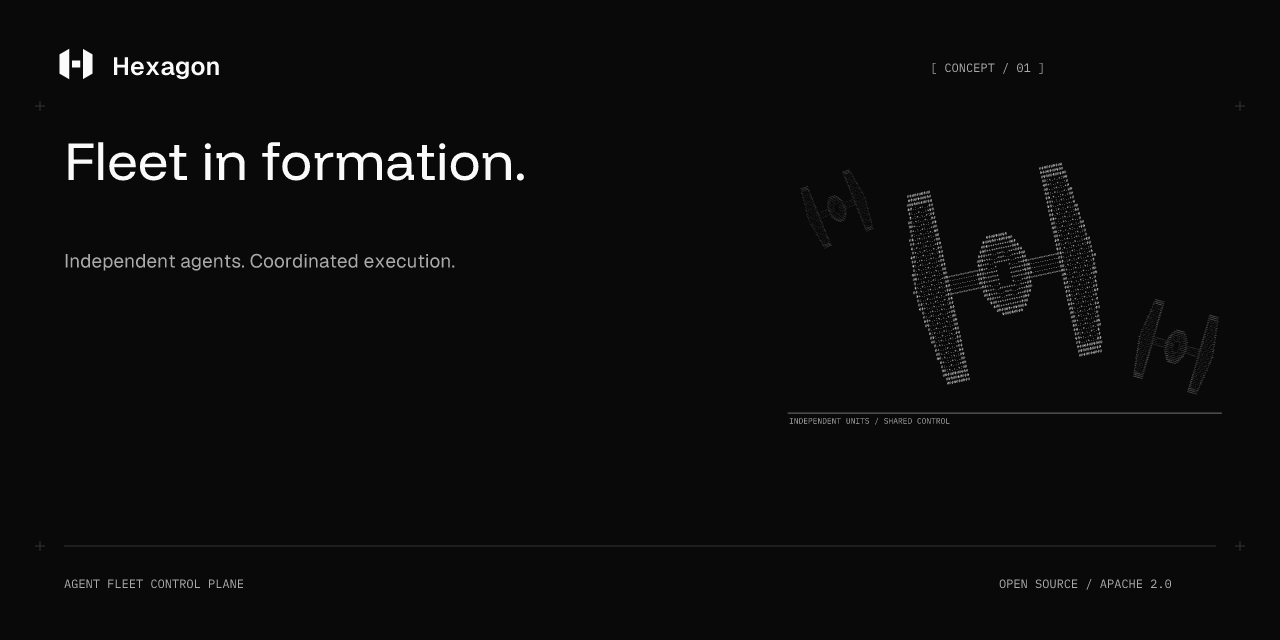 Hexagon
[ CONCEPT / 01 ]
Fleet in formation.
Independent agents. Coordinated execution.
INDEPENDENT UNITS / SHARED CONTROL
AGENT FLEET CONTROL PLANE
OPEN SOURCE / APACHE 2.0